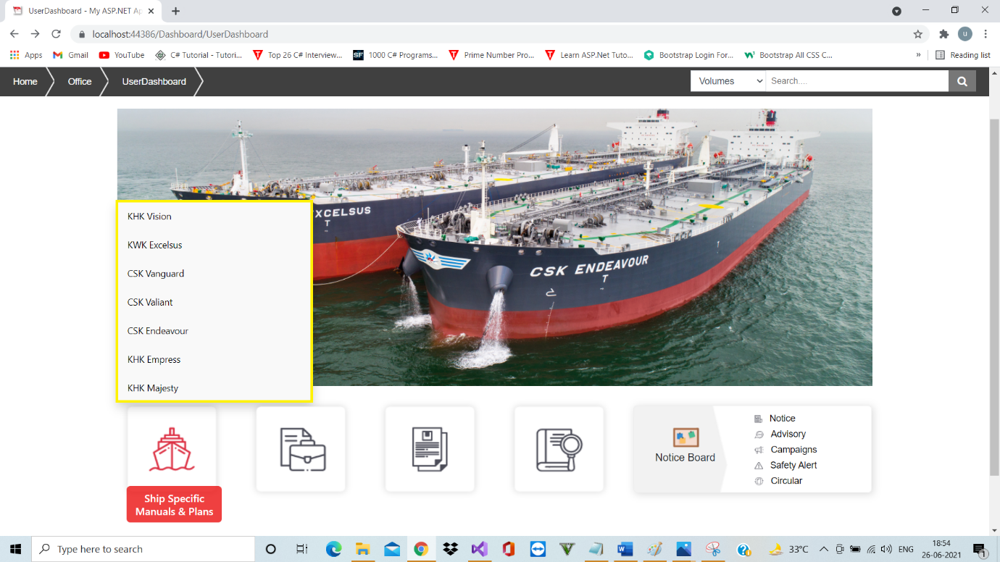 UserDashboard - My ASP.NET Ap
localhost:44386/Dashboard/UserDashboard
U
Apps
Gmail
YouTube
C# Tutorial - Tutori...
Top 26 C# Interview...
SF
1000 C# Programs...
Prime Number Pro...
Learn ASP.Net Tuto...
Bootstrap Login For...
Bootstrap All CSS C...
»
Reading list
Home
Office
UserDashboard
Volumes
Search....
XCELSUS
T
CSK ENDEAVOUR
T
KHK Vision
KWK Excelsus
CSK Vanguard
CSK Valiant
CSK Endeavour
KHK Empress
KHK Majesty
Ship Specific
Manuals & Plans
Notice Board
Notice
Advisory
Campaigns
Safety Alert
Circular
Type here to search
33°C
ENG
18:54
26-06-2021
1